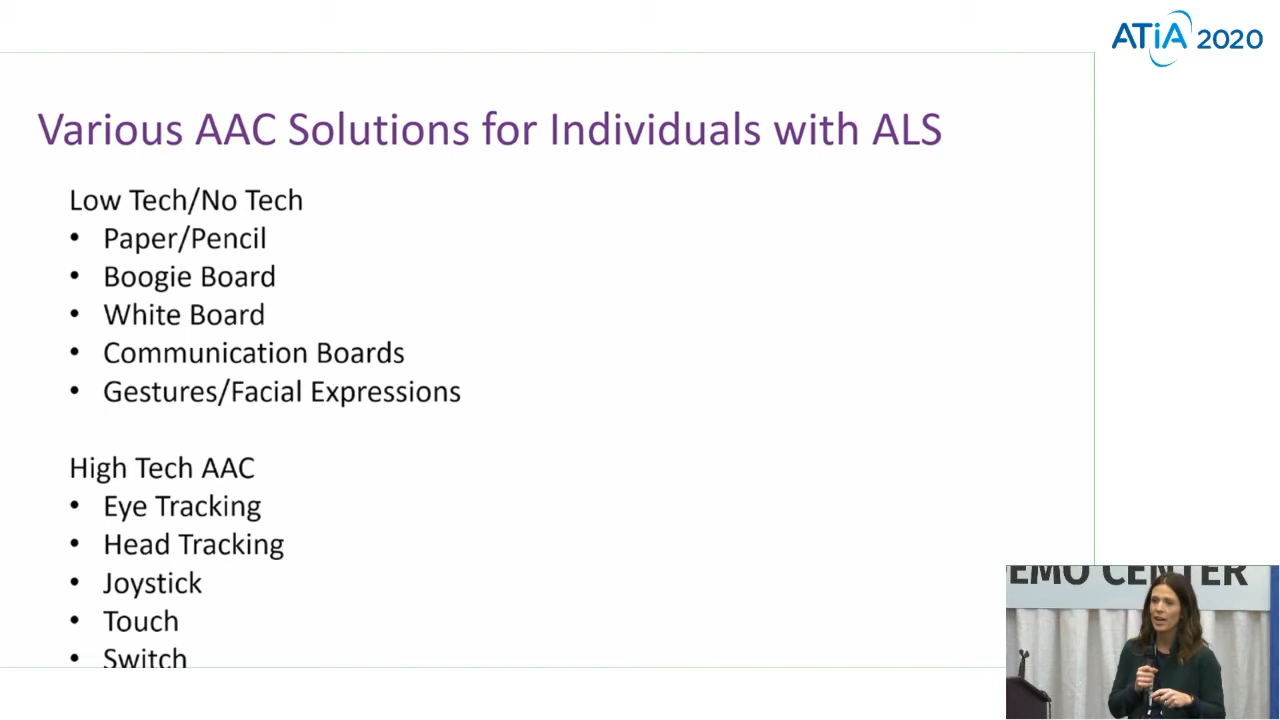 ATiA 2020
Various AAC Solutions for Individuals with ALS
Low Tech/No Tech
• Paper/Pencil
• Boogie Board
• White Board
• Communication Boards
• Gestures/Facial Expressions
High Tech AAC
• Eye Tracking
• Head Tracking
• Joystick
• Touch
• Switch
EMO CENTER